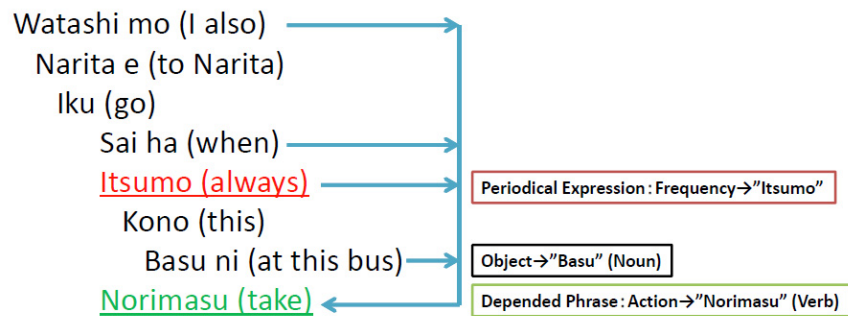 Watashi mo (I also)
Narita e (to Narita)
Iku (go)
Sai ha (when)
Itsumo (always)
Periodical Expression : Frequency→”Itsumo”
Kono (this)
Basu ni (at this bus)
Object→”Basu” (Noun)
Norimasu (take)
Depended Phrase : Action→”Norimasu” (Verb)